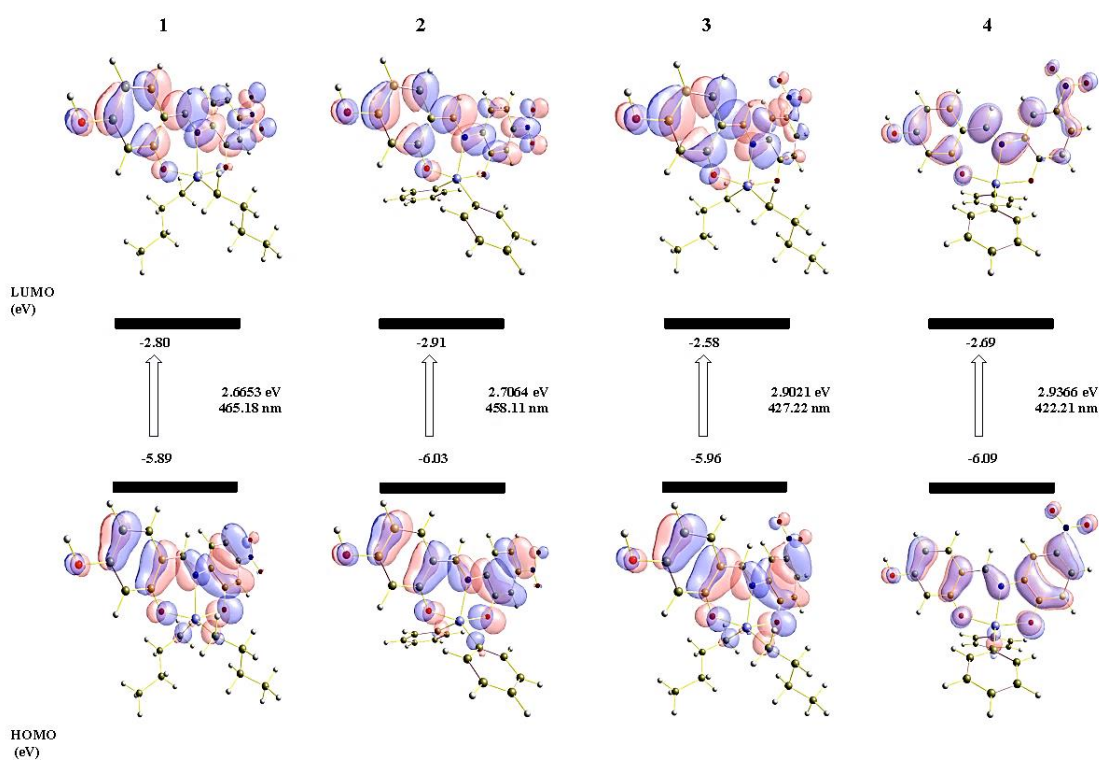 1 2 3 4
LUMO
(eV)
-2.80 -2.91 -2.58 -2.69
2.6653 eV 2.7064 eV 2.9021 eV 2.9366 eV
465.18 nm 458.11 nm 427.22 nm 422.21 nm
-5.89 -6.03 -5.96 -6.09
HOMO
(eV)